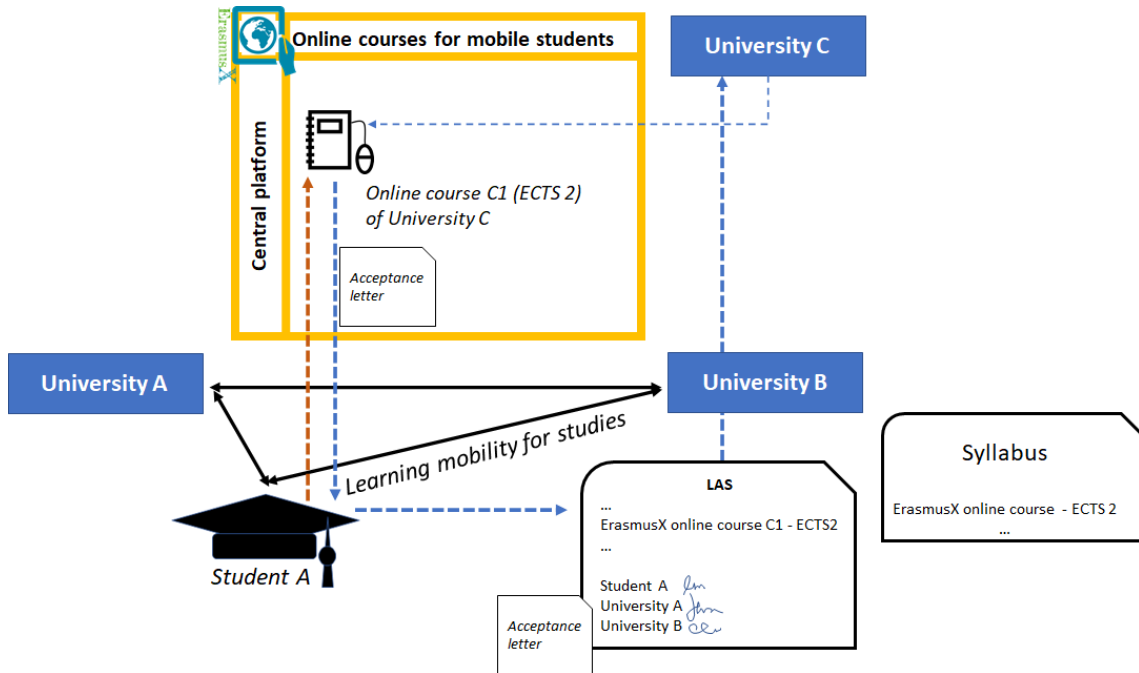 ErasmusX
Online courses for mobile students
University C
Central platform
Online course C1 (ECTS 2)
of University C
Acceptance
letter
University A
University B
Learning mobility for studies
Syllabus
ErasmusX online course - ECTS 2
...
LAS
...
ErasmusX online course C1 - ECTS2
...
Student A
University A
University B
Student A
Acceptance
letter